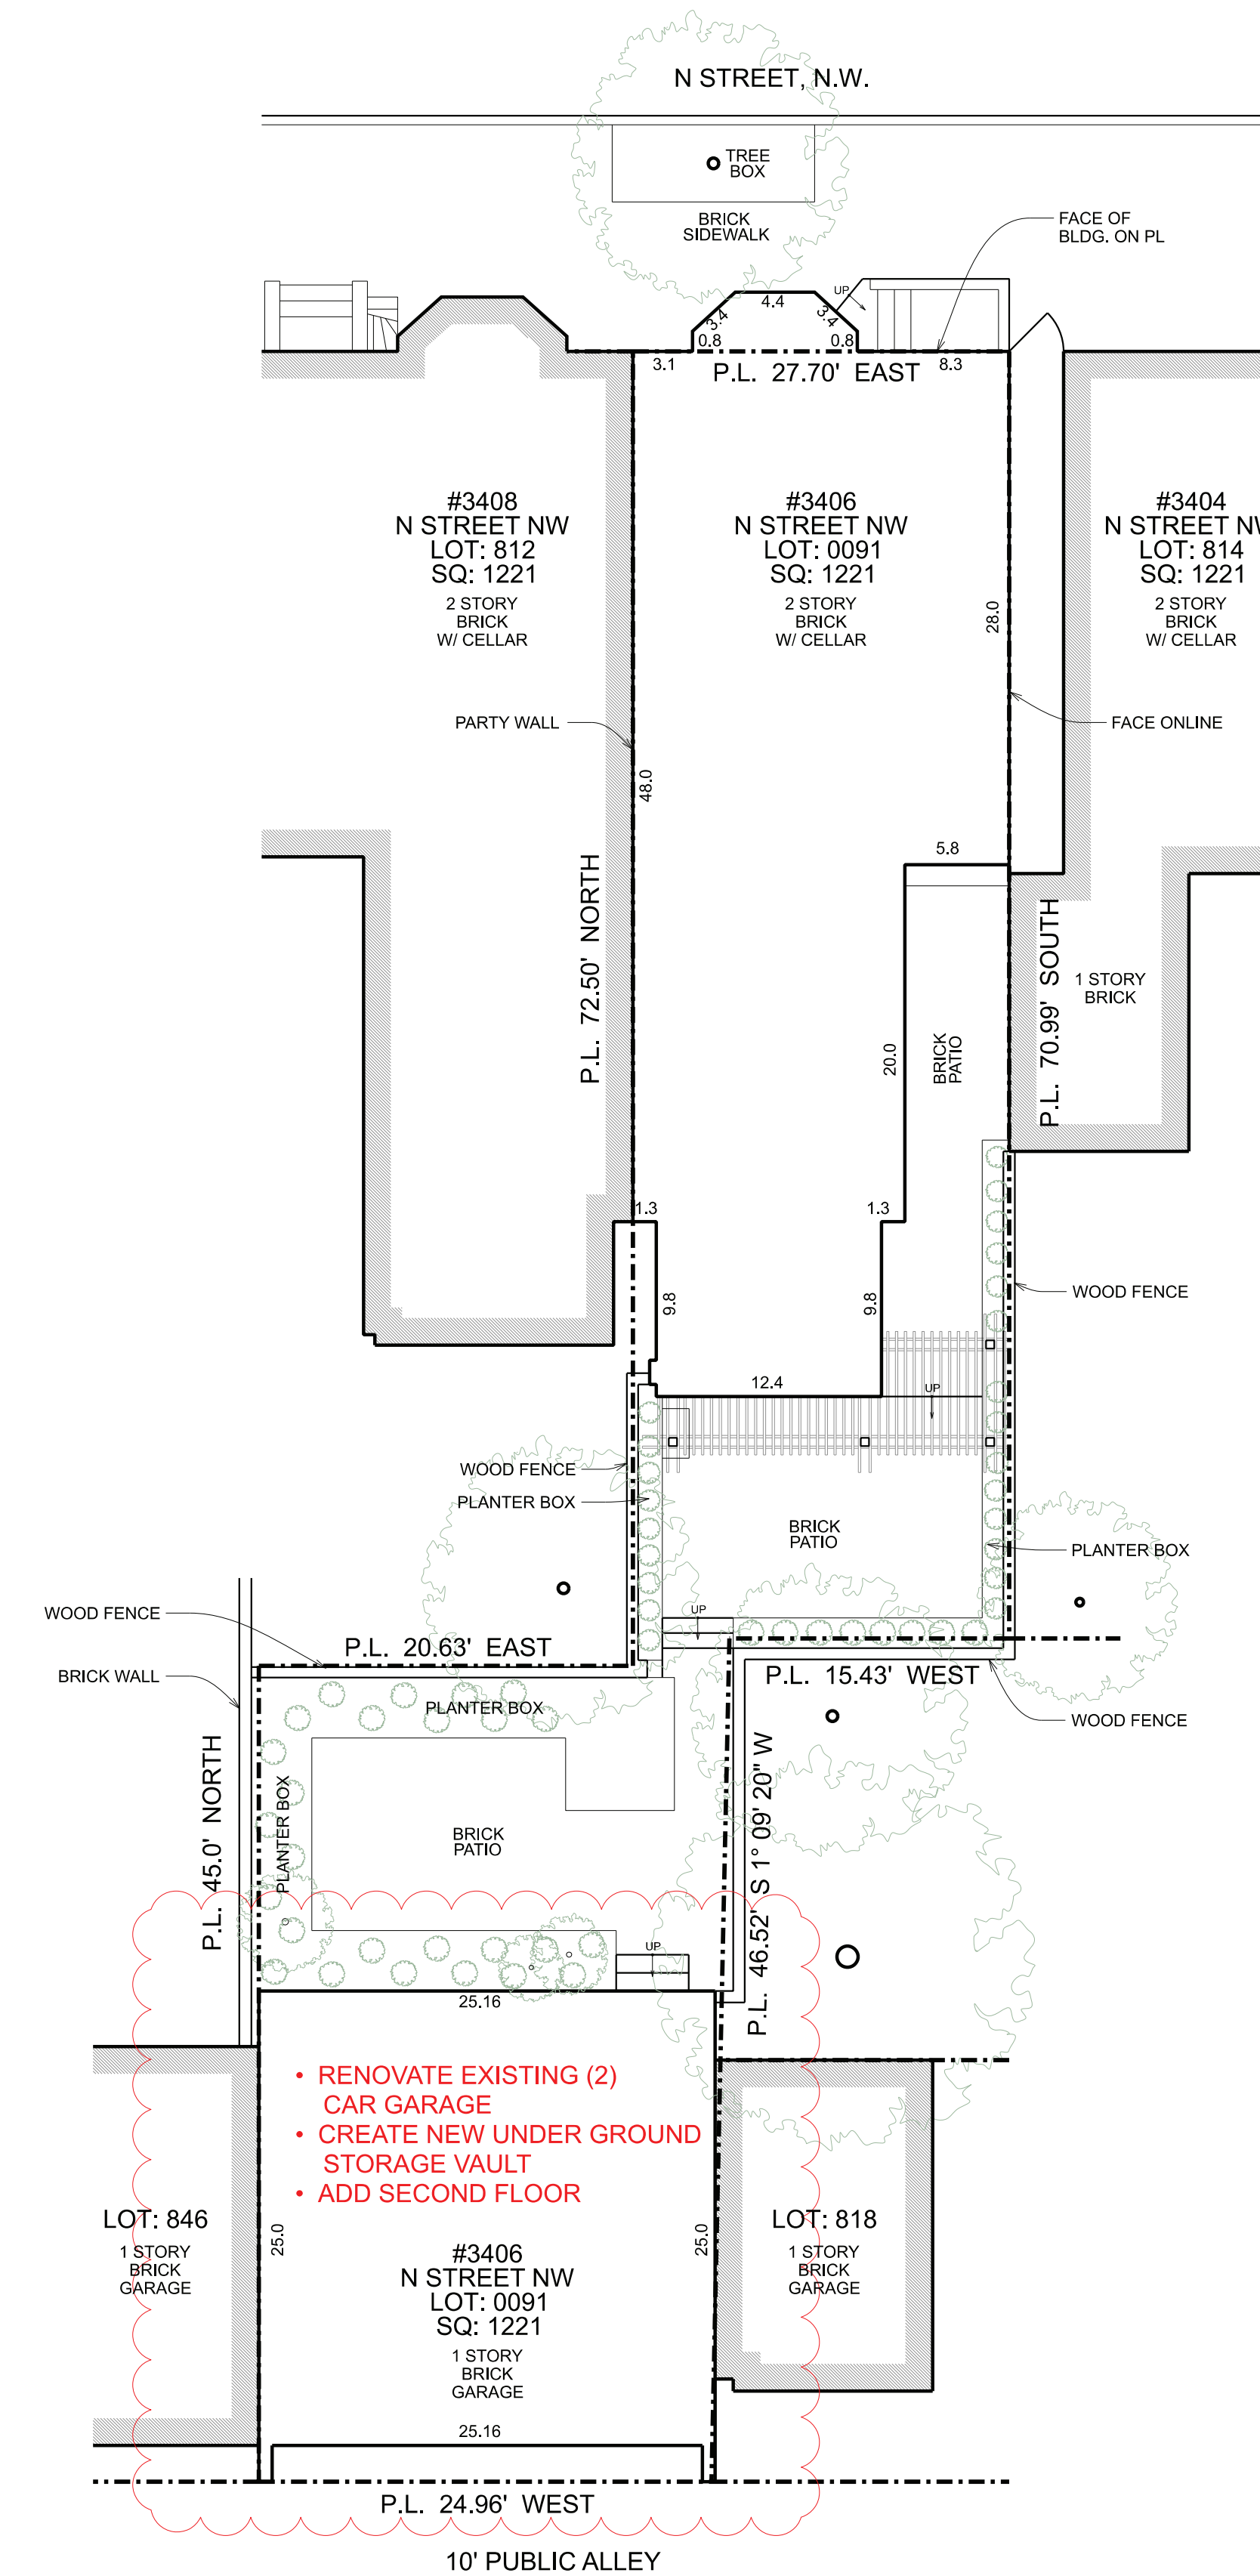 N STREET, N.W.
TREE
BOX
BRICK
SIDEWALK
FACE OF
BLDG. ON PL
UP
4.4
3.4
3.4
0.8
0.8
3.1
8.3
P.L. 27.70' EAST
#3408
N STREET NW
LOT: 812
SQ: 1221
2 STORY
BRICK
W/ CELLAR
#3406
N STREET NW
LOT: 0091
SQ: 1221
2 STORY
BRICK
W/ CELLAR
#3404
N STREET NW
LOT: 814
SQ: 1221
2 STORY
BRICK
W/ CELLAR
28.0
PARTY WALL
FACE ONLINE
48.0
5.8
P.L. 72.50' NORTH
P.L. 70.99' SOUTH
1 STORY
BRICK
20.0
BRICK
PATIO
1.3
1.3
9.8
9.8
WOOD FENCE
12.4
UP
WOOD FENCE
PLANTER BOX
BRICK
PATIO
PLANTER BOX
UP
WOOD FENCE
P.L. 20.63' EAST
BRICK WALL
P.L. 15.43' WEST
PLANTER BOX
WOOD FENCE
P.L. 45.0' NORTH
PLANTER BOX
BRICK
PATIO
P.L. 46.52' S 1° 09' 20" W
UP
25.16
• RENOVATE EXISTING (2)
CAR GARAGE
• CREATE NEW UNDER GROUND
STORAGE VAULT
• ADD SECOND FLOOR
LOT: 846
1 STORY
BRICK
GARAGE
25.0
#3406
N STREET NW
LOT: 0091
SQ: 1221
1 STORY
BRICK
GARAGE
25.0
LOT: 818
1 STORY
BRICK
GARAGE
25.16
P.L. 24.96' WEST
10' PUBLIC ALLEY